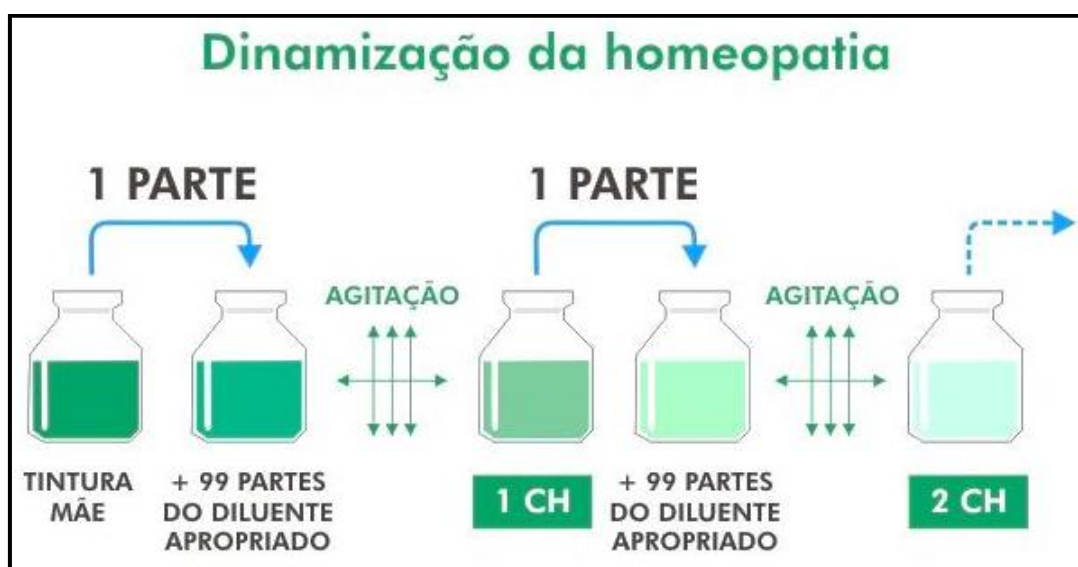 Dinamização da homeopatia
1 PARTE
1 PARTE
AGITAÇÃO
AGITAÇÃO
TINTURA
MÃE
+ 99 PARTES
DO DILUENTE
APROPRIADO
1 CH
+ 99 PARTES
DO DILUENTE
APROPRIADO
2 CH